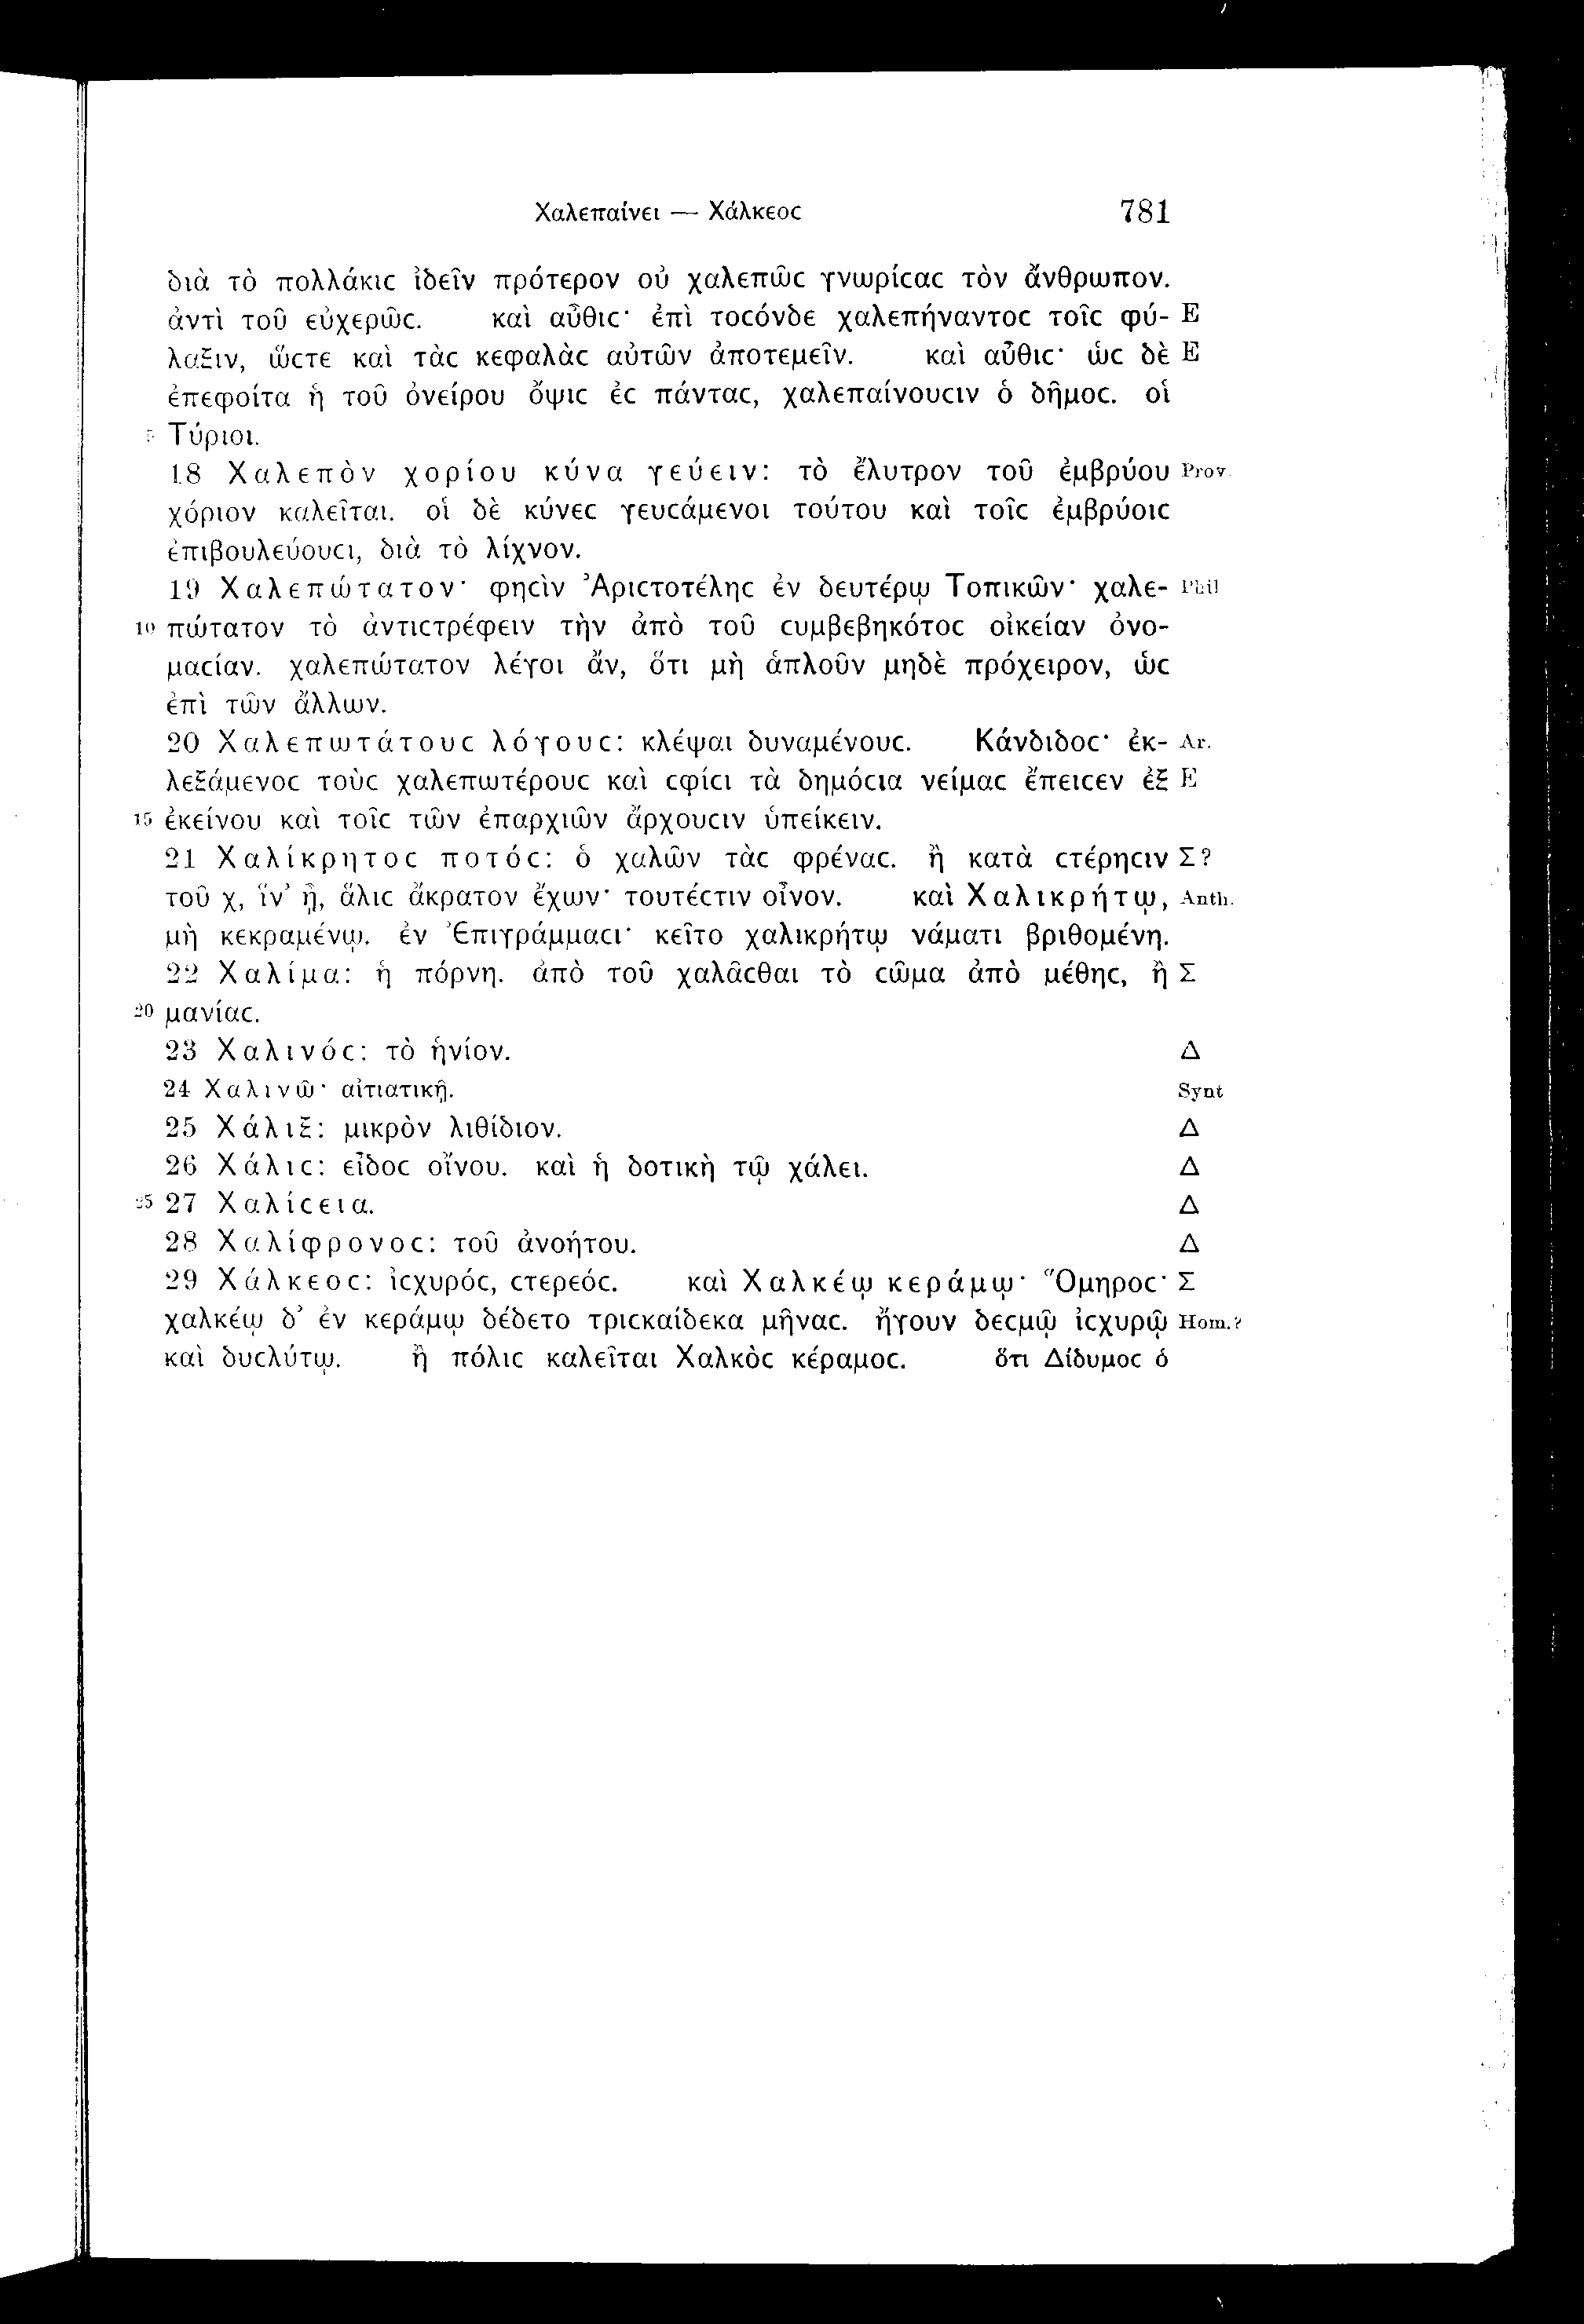 Χαλεπαίνει — Χάλκεοϲ 781
διὰ τὸ πολλάκιϲ ἰδεῖν πρότερον οὐ χαλεπῶϲ γνωρίϲαϲ τὸν ἄνθρωπον.
ἀντὶ τοῦ εὐχερῶϲ. καὶ αὖθιϲ· ἐπὶ τοϲόνδε χαλεπήναντοϲ τοῖϲ φύ- E
λαξιν, ὥϲτε καὶ τὰϲ κεφαλὰϲ αὐτῶν ἀποτεμεῖν. καὶ αὖθιϲ· ὡϲ δὲ E
ἐπεφοίτα ἡ τοῦ ὀνείρου ὄψιϲ ἐϲ πάνταϲ, χαλεπαίνουϲιν ὁ δῆμοϲ. οἱ
5 Τύριοι.
18 Χαλεπὸν χορίου κύνα γεύειν: τὸ ἔλυτρον τοῦ ἐμβρύου Prov.
χόριον καλεῖται. οἱ δὲ κύνεϲ γευϲάμενοι τούτου καὶ τοῖϲ ἐμβρύοιϲ
ἐπιβουλεύουϲι, διὰ τὸ λίχνον.
19 Χαλεπώτατον· φηϲὶν Ἀριϲτοτέληϲ ἐν δευτέρῳ Τοπικῶν· χαλε- Phil
10 πώτατον τὸ ἀντιϲτρέφειν τὴν ἀπὸ τοῦ ϲυμβεβηκότοϲ οἰκείαν ὀνο-
μαϲίαν. χαλεπώτατον λέγοι ἄν, ὅτι μὴ ἁπλοῦν μηδὲ πρόχειρον, ὡϲ
ἐπὶ τῶν ἄλλων.
20 Χαλεπωτάτουϲ λόγουϲ: κλέψαι δυναμένουϲ. Κάνδιδοϲ· ἐκ- Ar.
λεξάμενοϲ τοὺϲ χαλεπωτέρουϲ καὶ ϲφίϲι τὰ δημόϲια νείμαϲ ἔπειϲεν ἐξ E
15 ἐκείνου καὶ τοῖϲ τῶν ἐπαρχιῶν ἄρχουϲιν ὑπείκειν.
21 Χαλίκρητοϲ ποτόϲ: ὁ χαλῶν τὰϲ φρέναϲ. ἢ κατὰ ϲτέρηϲιν Σ?
τοῦ χ, ἵν’ ᾖ, ἅλιϲ ἄκρατον ἔχων· τουτέϲτιν οἶνον. καὶ Χαλικρήτῳ, Anth.
μὴ κεκραμένῳ. ἐν Ἐπιγράμμαϲι· κεῖτο χαλικρήτῳ νάματι βριθομένη.
22 Χαλίμα: ἡ πόρνη. ἀπὸ τοῦ χαλᾶϲθαι τὸ ϲῶμα ἀπὸ μέθηϲ, ἢ Σ
20 μανίαϲ.
23 Χαλινόϲ: τὸ ἡνίον. Δ
24 Χαλινῶ· αἰτιατικῇ. Synt
25 Χάλιξ: μικρὸν λιθίδιον. Δ
26 Χάλιϲ: εἶδοϲ οἴνου. καὶ ἡ δοτικὴ τῷ χάλει. Δ
25 27 Χαλίϲεια. Δ
28 Χαλίφρονοϲ: τοῦ ἀνοήτου. Δ
29 Χάλκεοϲ: ἰϲχυρόϲ, ϲτερεόϲ. καὶ Χαλκέῳ κεράμῳ· Ὅμηροϲ· Σ
χαλκέῳ δ’ ἐν κεράμῳ δέδετο τριϲκαίδεκα μῆναϲ. ἤγουν δεϲμῷ ἰϲχυρῷ Hom.?
καὶ δυϲλύτῳ. ἢ πόλιϲ καλεῖται Χαλκὸϲ κέραμοϲ. ὅτι Δίδυμοϲ ὁ